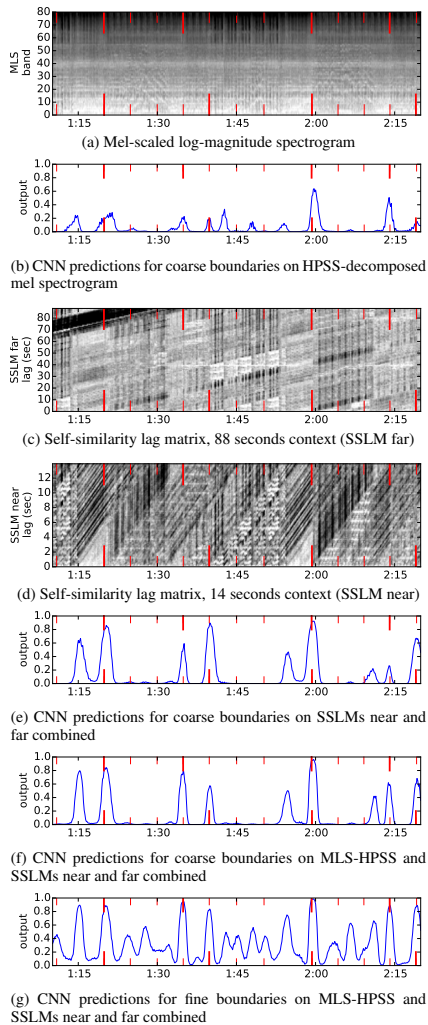 80
70
60
50
40
30
20
10
0
MLS
band
1:15 1:30 1:45 2:00 2:15
(a) Mel-scaled log-magnitude spectrogram
1.0
0.8
0.6
0.4
0.2
0.0
output
1:15 1:30 1:45 2:00 2:15
(b) CNN predictions for coarse boundaries on HPSS-decomposed
mel spectrogram
80
70
60
50
40
30
20
10
0
SSLM far
lag (sec)
1:15 1:30 1:45 2:00 2:15
(c) Self-similarity lag matrix, 88 seconds context (SSLM far)
12
10
8
6
4
2
0
SSLM near
lag (sec)
1:15 1:30 1:45 2:00 2:15
(d) Self-similarity lag matrix, 14 seconds context (SSLM near)
1.0
0.8
0.6
0.4
0.2
0.0
output
1:15 1:30 1:45 2:00 2:15
(e) CNN predictions for coarse boundaries on SSLMs near and
far combined
1.0
0.8
0.6
0.4
0.2
0.0
output
1:15 1:30 1:45 2:00 2:15
(f) CNN predictions for coarse boundaries on MLS-HPSS and
SSLMs near and far combined
1.0
0.8
0.6
0.4
0.2
0.0
output
1:15 1:30 1:45 2:00 2:15
(g) CNN predictions for fine boundaries on MLS-HPSS and
SSLMs near and far combined